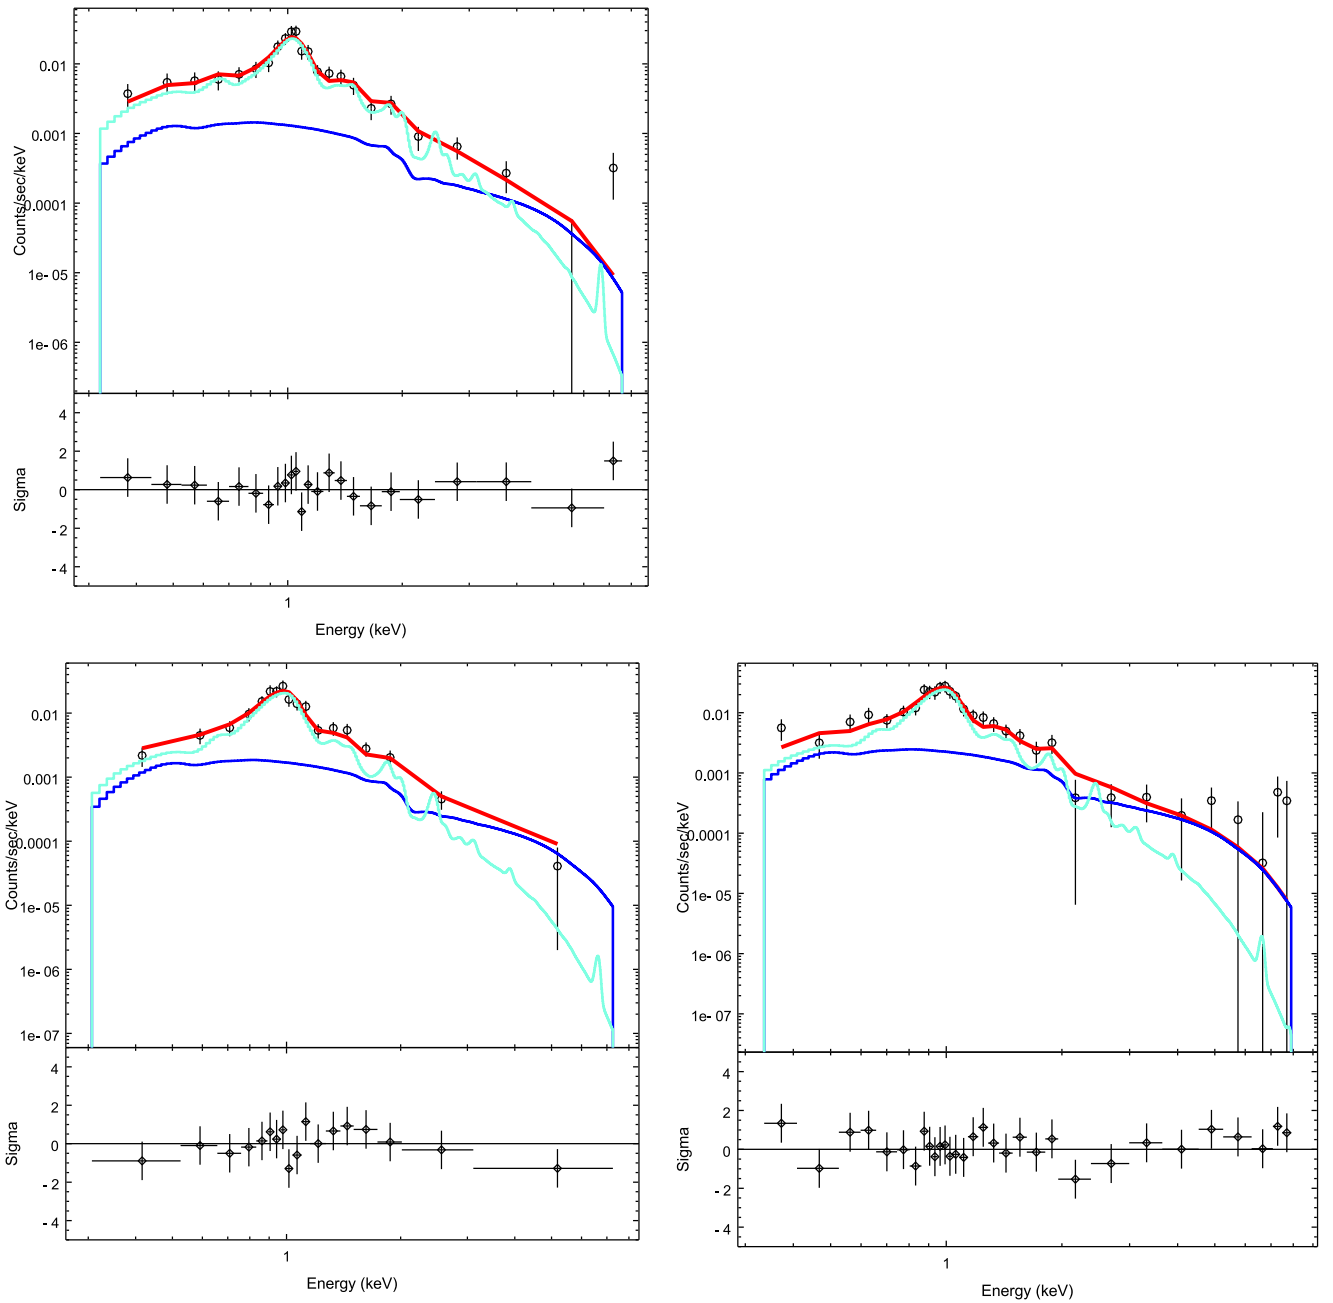 0.01
0.001
0.0001
1e- 05
1e- 06
Counts/sec/keV
4
2
0
- 2
- 4
Sigma
1
Energy (keV)
0.01
0.001
0.0001
1e- 05
1e- 06
1e- 07
Counts/sec/keV
4
2
0
- 2
- 4
Sigma
1
Energy (keV)
0.01
0.001
0.0001
1e- 05
1e- 06
1e- 07
Counts/sec/keV
4
2
0
- 2
- 4
Sigma
1
Energy (keV)